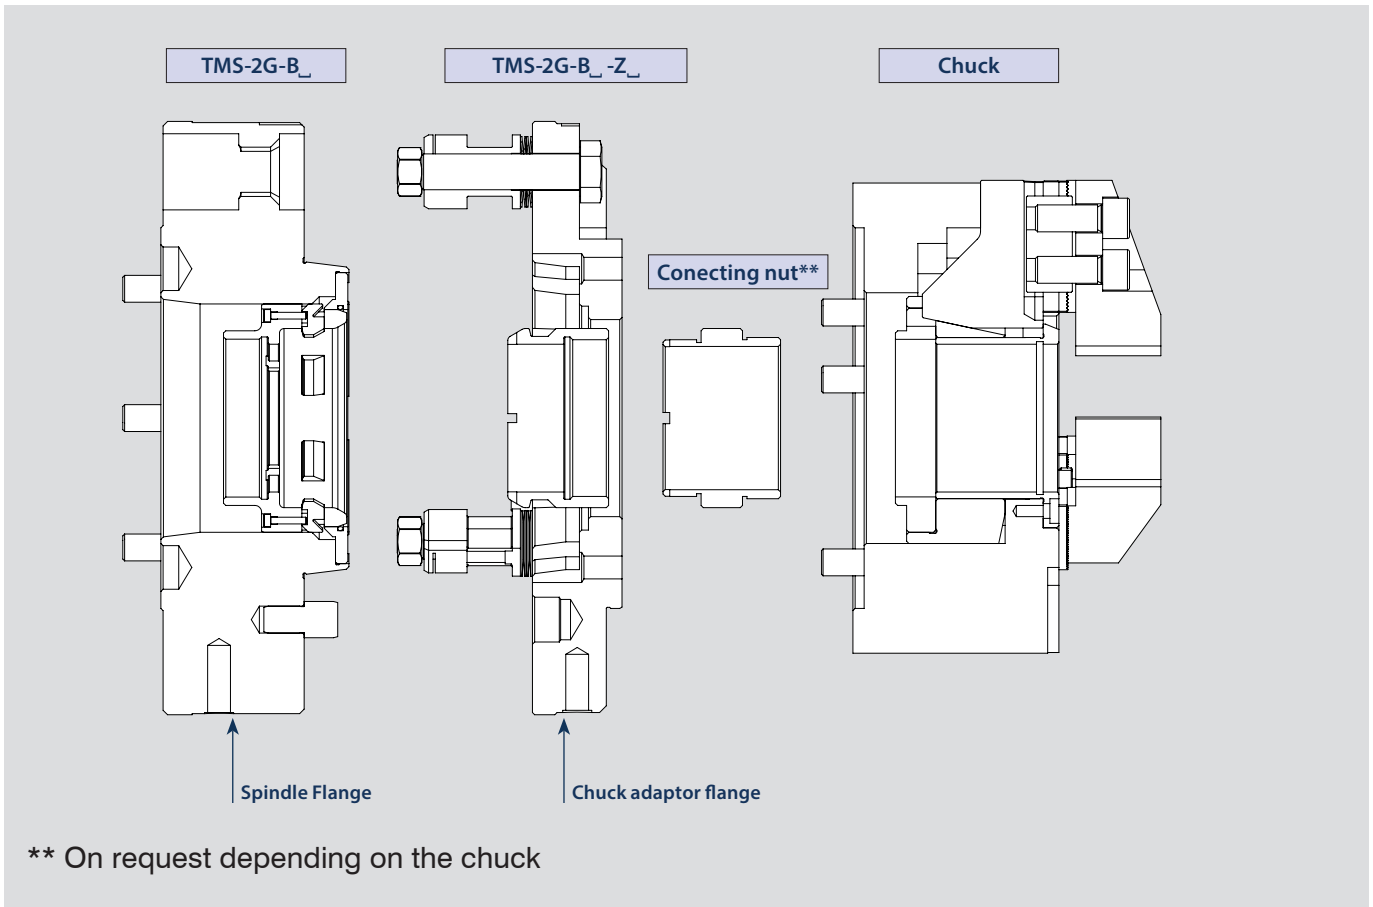 TMS-2G-B␣
TMS-2G-B␣ -Z␣
Chuck
Conecting nut**
Spindle Flange
Chuck adaptor flange
** On request depending on the chuck